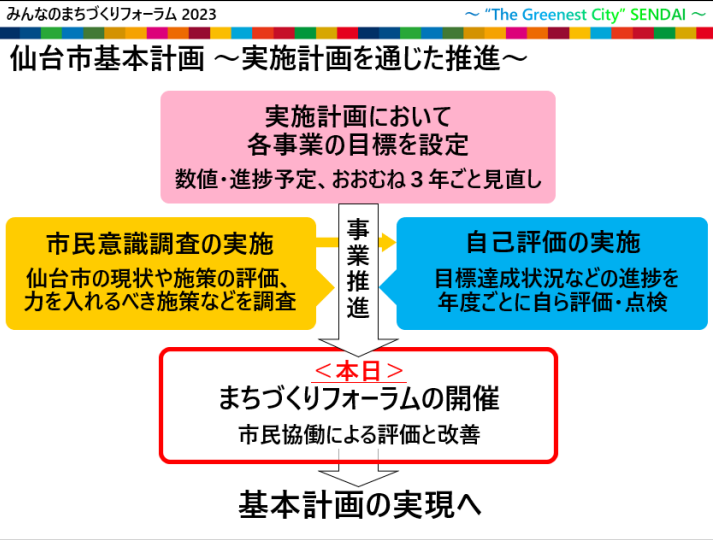 みんなのまちづくりフォーラム 2023
～ “The Greenest City” SENDAI ～
仙台市基本計画 ～実施計画を通じた推進～
実施計画において
各事業の目標を設定
数値・進捗予定、おおむね３年ごと見直し
市民意識調査の実施
仙台市の現状や施策の評価、
力を入れるべき施策などを調査
事業推進
自己評価の実施
目標達成状況などの進捗を
年度ごとに自ら評価・点検
＜本日＞
まちづくりフォーラムの開催
市民協働による評価と改善
基本計画の実現へ